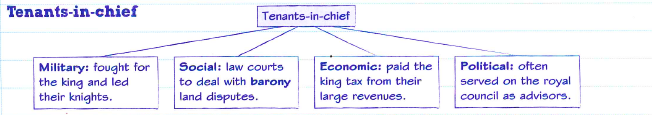 Tenants-in-chief
Tenants-in-chief
Military: fought for
the king and led
their knights.
Social: law courts
to deal with barony
land disputes.
Economic: paid the
king tax from their
large revenues.
Political: often
served on the royal
council as advisors.